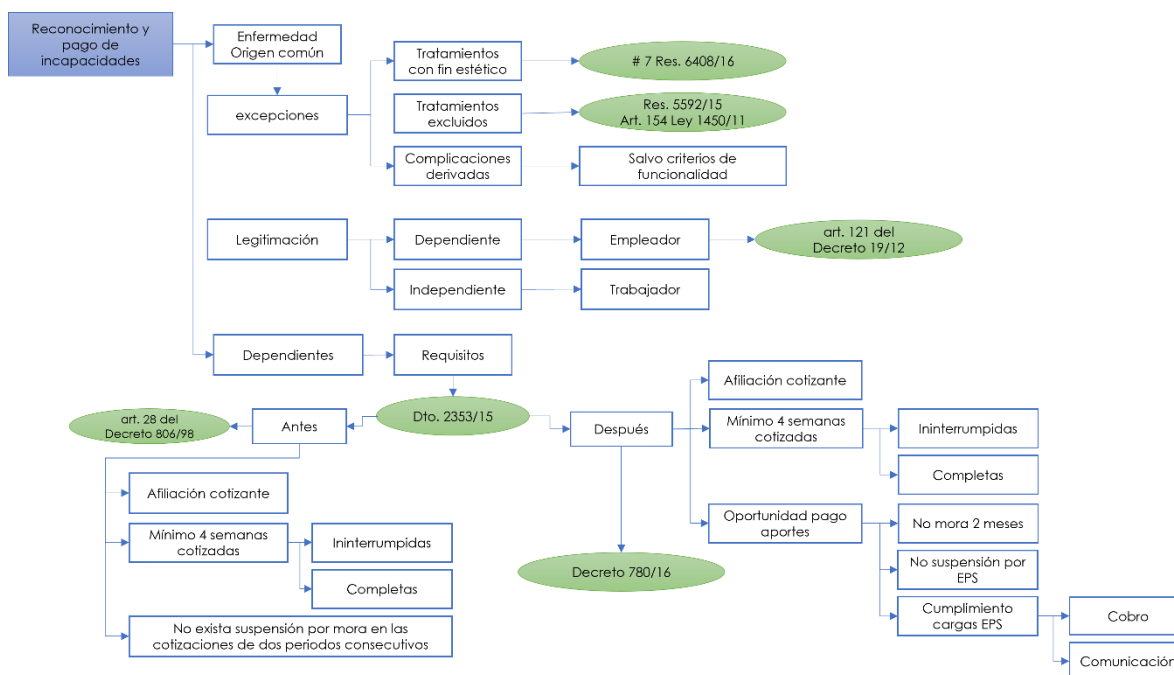 Reconocimiento y
pago de
incapacidades
Enfermedad
Origen común
excepciones
Tratamientos
con fin estético
# 7 Res. 6408/16
Tratamientos
excluidos
Res. 5592/15
Art. 154 Ley 1450/11
Complicaciones
derivadas
Salvo criterios de
funcionalidad
Legitimación
Dependiente
Empleador
art. 121 del
Decreto 19/12
Independiente
Trabajador
Dependientes
Requisitos
Dto. 2353/15
Antes
art. 28 del
Decreto 806/98
Afiliación cotizante
Mínimo 4 semanas
cotizadas
Ininterrumpidas
Completas
No exista suspensión por mora en las
cotizaciones de dos periodos consecutivos
Después
Decreto 780/16
Afiliación cotizante
Mínimo 4 semanas
cotizadas
Ininterrumpidas
Completas
Oportunidad pago
aportes
No mora 2 meses
No suspensión por
EPS
Cumplimiento
cargas EPS
Cobro
Comunicación